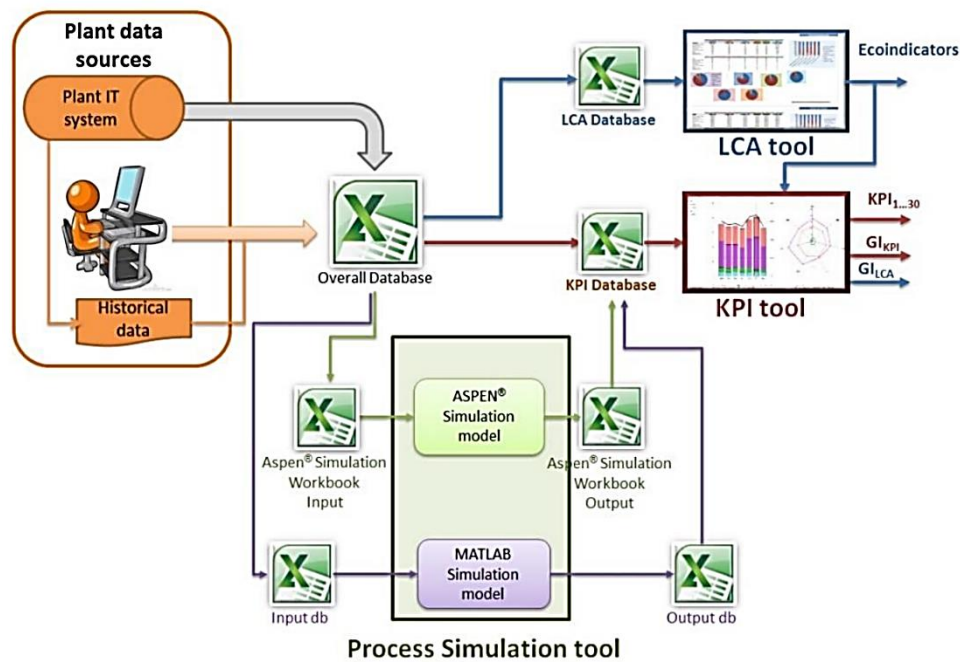 Plant data
sources
Plant IT
system
Historical
data
Overall Database
LCA Database
LCA tool
Ecoindicators
KPI Database
KPI tool
KPI1...30
GIKPI
GILCA
Aspen® Simulation
Workbook
Input
ASPEN®
Simulation
model
Aspen® Simulation
Workbook
Output
Input db
MATLAB
Simulation
model
Output db
Process Simulation tool